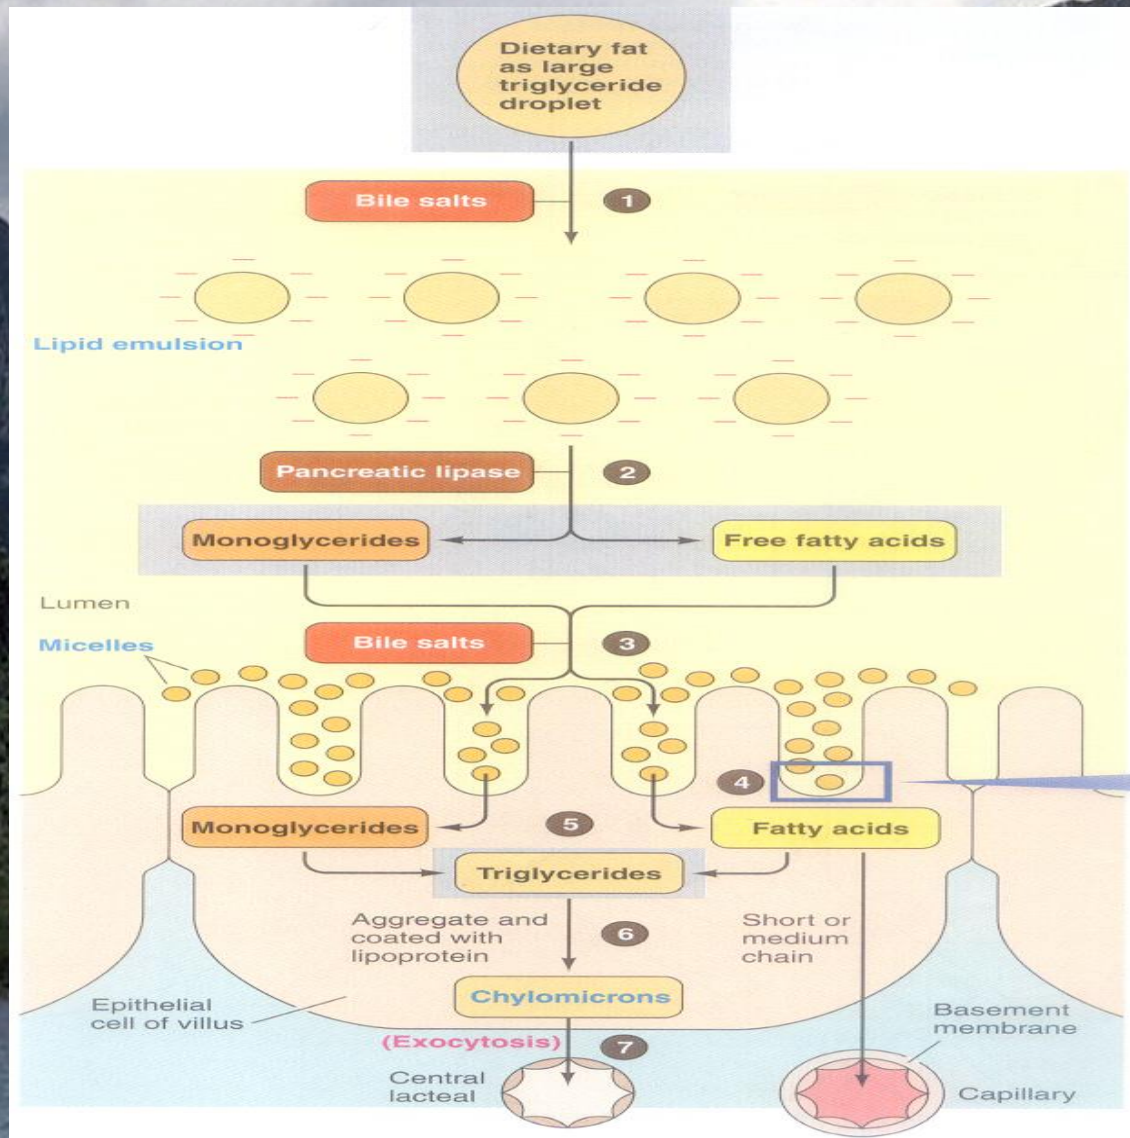 Dietary fat
as large
triglyceride
droplet
Bile salts
1
Lipid emulsion
Pancreatic lipase
2
Monoglycerides
Free fatty acids
Lumen
Micelles
Bile salts
3
4
Monoglycerides
5
Fatty acids
Triglycerides
Aggregate and
coated with
lipoprotein
6
Short or
medium
chain
Chylomicrons
Epithelial
cell of villus
Basement
membrane
(Exocytosis)
7
Central
lacteal
Capillary